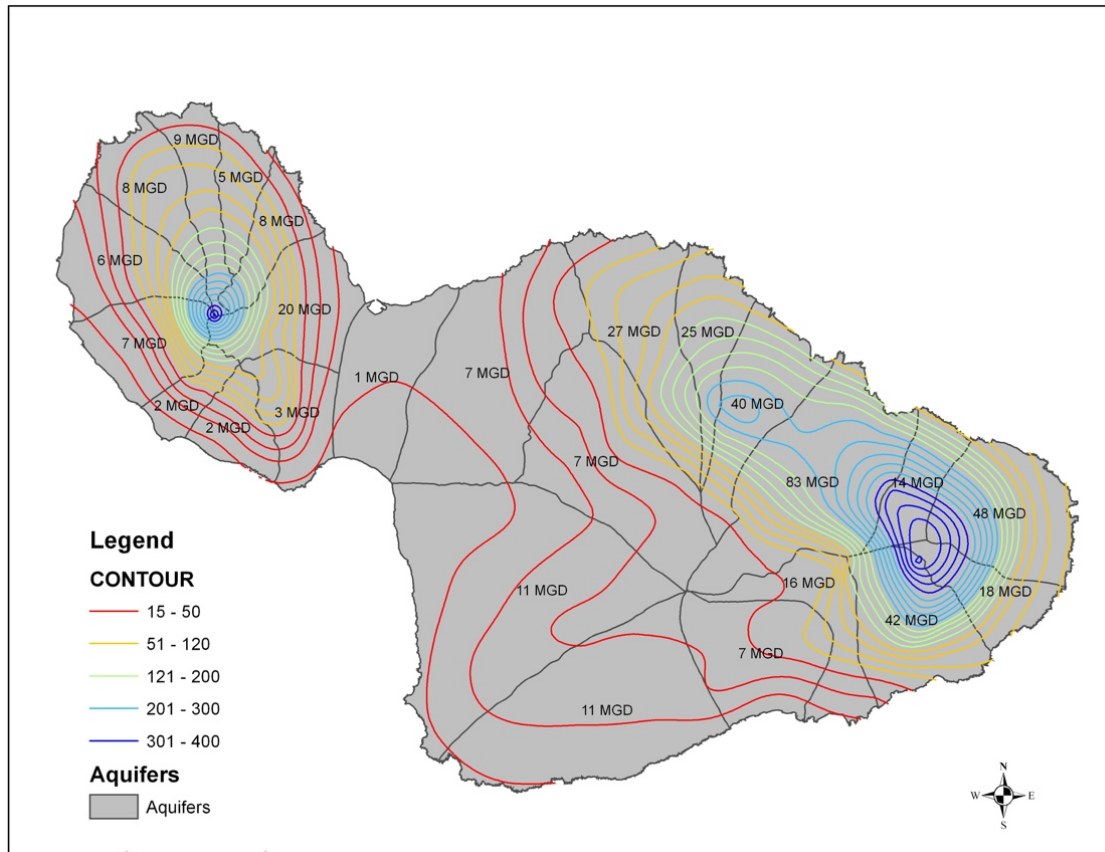 9 MGD
5 MGD
8 MGD
8 MGD
6 MGD
20 MGD
7 MGD
27 MGD
25 MGD
1 MGD
7 MGD
2 MGD
3 MGD
40 MGD
2 MGD
7 MGD
83 MGD
14 MGD
48 MGD
16 MGD
11 MGD
18 MGD
42 MGD
7 MGD
11 MGD
Legend
CONTOUR
15 - 50
51 - 120
121 - 200
201 - 300
301 - 400
Aquifers
Aquifers
N
W E
S